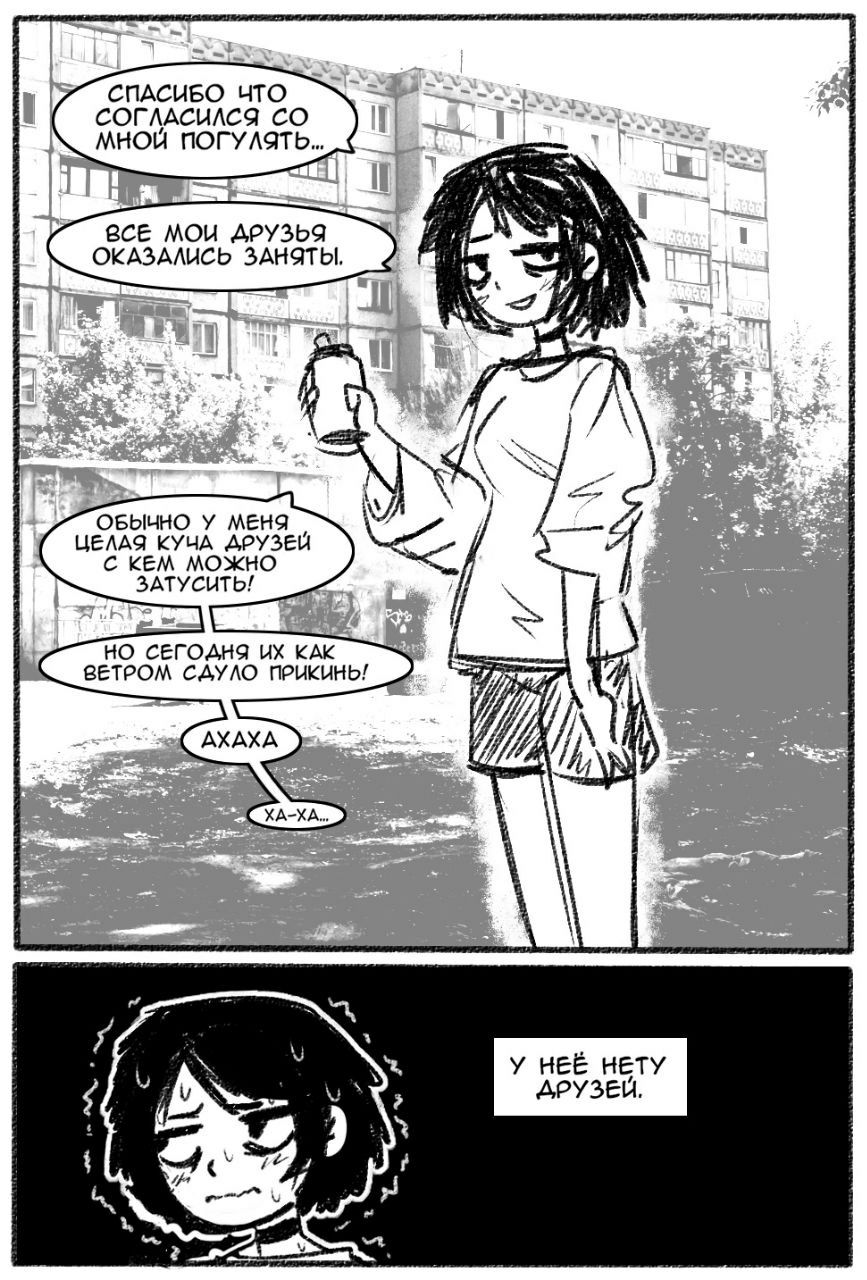 СПАСИБО ЧТО
СОГЛАСИЛСЯ СО
МНОЙ ПОГУЛЯТЬ...
ВСЕ МОИ ДРУЗЬЯ
ОКАЗАЛИСЬ ЗАНЯТЫ.
ОБЫЧНО У МЕНЯ
ЦЕЛАЯ КУЧА ДРУЗЕЙ
С КЕМ МОЖНО
ЗАТУСИТЬ!
НО СЕГОДНЯ ИХ КАК
ВЕТРОМ СДУЛО ПРИКИНЬ!
АХАХА
ХА-ХА...
У НЕЁ НЕТУ
ДРУЗЕЙ.